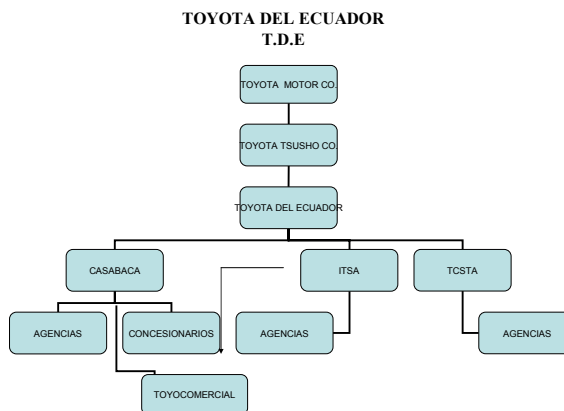 TOYOTA DEL ECUADOR
T.D.E
TOYOTA MOTOR CO.
TOYOTA TSUSHO CO.
TOYOTA DEL ECUADOR
CASABACA
ITSA
TCSTA
AGENCIAS
CONCESIONARIOS
AGENCIAS
AGENCIAS
TOYOCOMERCIAL